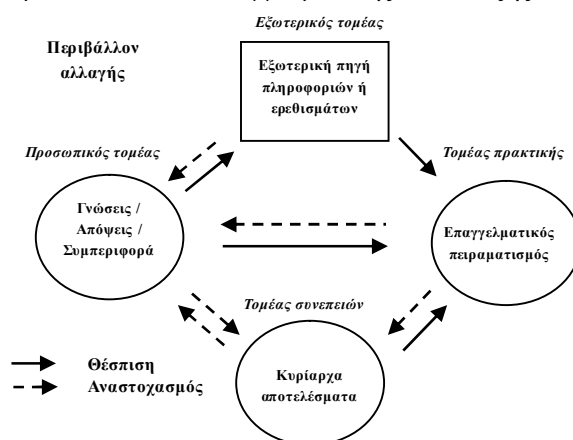 Εξωτερικός τομέας
Περιβάλλον
αλλαγής
Εξωτερική πηγή
πληροφοριών ή
ερεθισμάτων
Προσωπικός τομέας
Τομέας πρακτικής
Γνώσεις /
Απόψεις /
Συμπεριφορά
Επαγγελματικός
πειραματισμός
Τομέας συνεπειών
Κυρίαρχα
αποτελέσματα
Θέσπιση
Αναστοχασμός